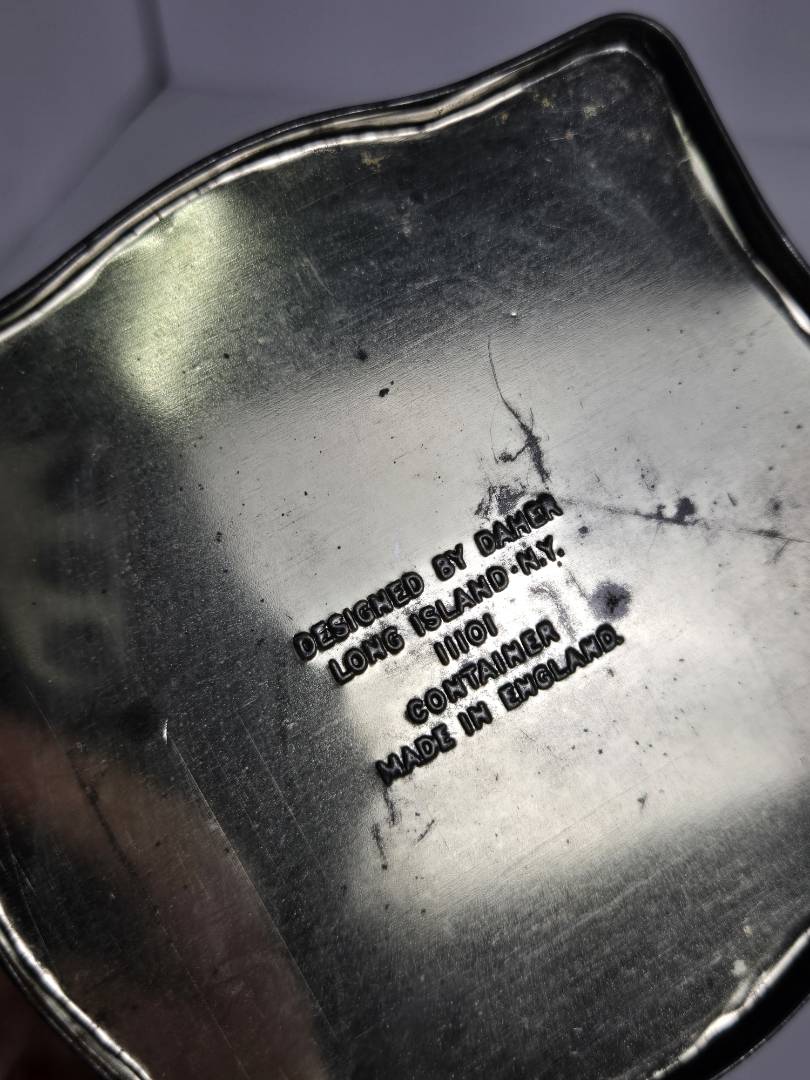 DESIGNED BY DAHER
LONG ISLAND·N.Y.
11101
CONTAINER
MADE IN ENGLAND.